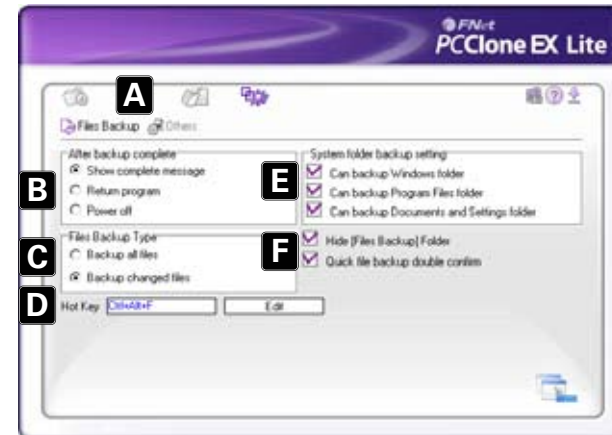 FNet
PCClone EX Lite
A
Files Backup Others
After backup complete
Show complete message
Return program
Power off
B
Files Backup Type
Backup all files
Backup changed files
C
D
Hot Key Ctrl+Alt+F Edit
System folder backup setting
E
Can backup Windows folder
Can backup Program Files folder
Can backup Documents and Settings folder
F
Hide [Files Backup] Folder
Quick file backup double confirm